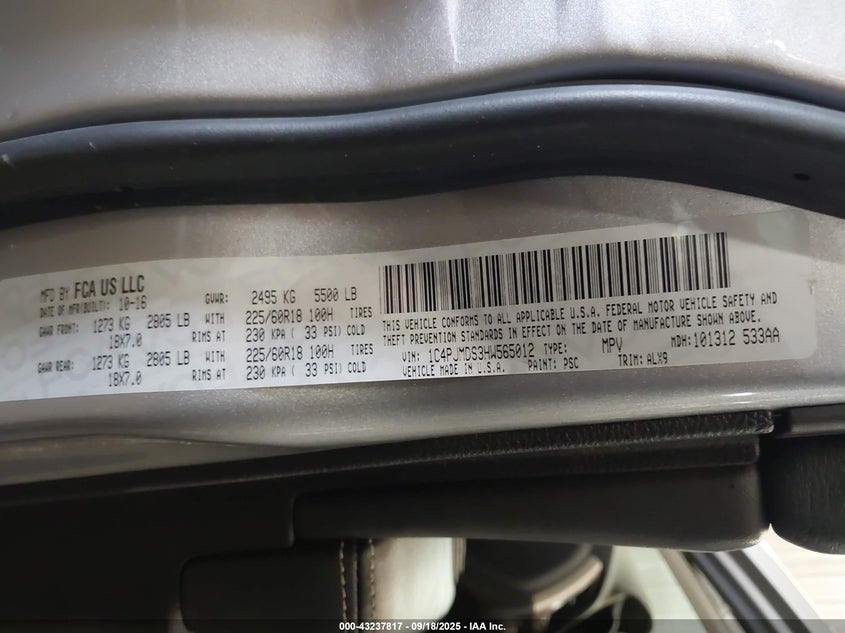 MFD BY FCA US LLC
DATE OF MFR(BUILT): 10-16 GVWR: 2495 KG 5500 LB
GAWR FRONT: 1273 KG 2805 LB WITH 225/60R18 100H TIRES
18X7.0 RIMS AT 230 KPA ( 33 PSI) COLD
GAWR REAR: 1273 KG 2805 LB WITH 225/60R18 100H TIRES
18X7.0 RIMS AT 230 KPA ( 33 PSI) COLD
THIS VEHICLE CONFORMS TO ALL APPLICABLE U.S.A. FEDERAL MOTOR VEHICLE SAFETY AND
THEFT PREVENTION STANDARDS IN EFFECT ON THE DATE OF MANUFACTURE SHOWN ABOVE.
VIN: 1C4PJMDS3HW565012 TYPE: MPV MDH: 101312 533AA
VEHICLE MADE IN U.S.A. PAINT: PSC TRIM: ALX9
000-43237817 - 09/18/2025 - IAA Inc.